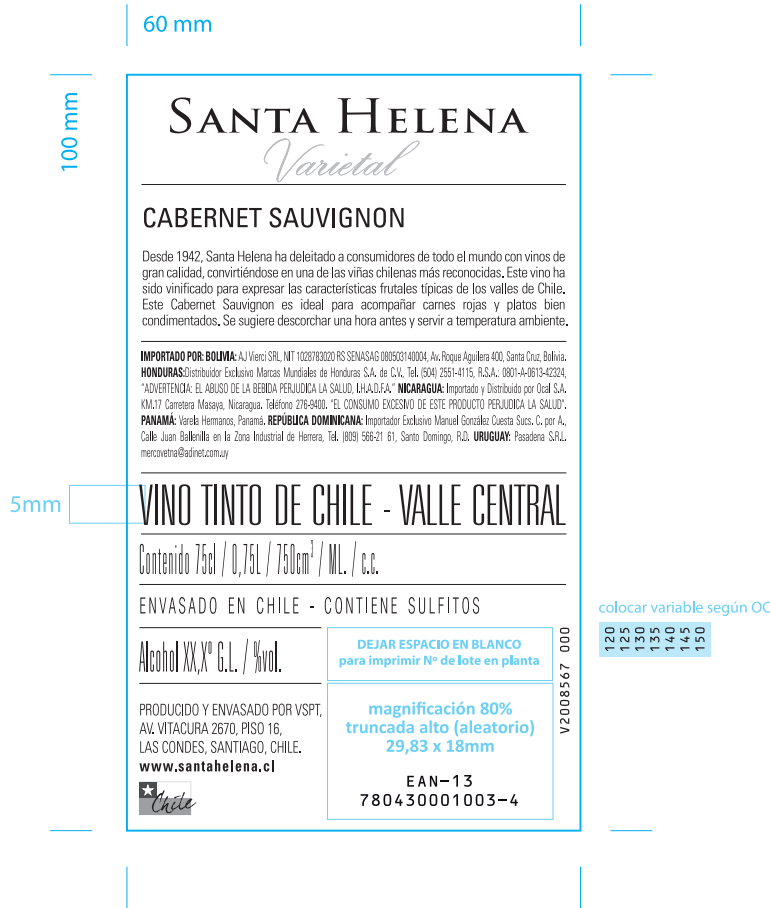 60 mm
100 mm
SANTA HELENA
Varietal
CABERNET SAUVIGNON
Desde 1942, Santa Helena ha deleitado a consumidores de todo el mundo con vinos de
gran calidad, convirtiéndose en una de las viñas chilenas más reconocidas. Este vino ha
sido vinificado para expresar las características frutales típicas de los valles de Chile.
Este Cabernet Sauvignon es ideal para acompañar carnes rojas y platos bien
condimentados. Se sugiere descorchar una hora antes y servir a temperatura ambiente.
IMPORTADO POR: BOLIVIA: AJ Vierci SRL, NIT 1028783020 RS SENASAG 080503140004, Av. Roque Aguilera 400, Santa Cruz, Bolivia.
HONDURAS:Distribuidor Exclusivo Marcas Mundiales de Honduras S.A. de C.V., Tel. (504) 2551-4115, R.S.A.: 0801-A-0613-42324,
"ADVERTENCIA: EL ABUSO DE LA BEBIDA PERJUDICA LA SALUD, I.H.A.D.F.A." NICARAGUA: Importado y Distribuido por Ocal S.A.
KM.17 Carretera Masaya, Nicaragua. Teléfono 276-9400. "EL CONSUMO EXCESIVO DE ESTE PRODUCTO PERJUDICA LA SALUD".
PANAMÁ: Varela Hermanos, Panamá. REPÚBLICA DOMINICANA: Importador Exclusivo Manuel González Cuesta Sucs. C. por A.,
Calle Juan Ballenilla en la Zona Industrial de Herrera, Tel. (809) 566-21 61, Santo Domingo, R.D. URUGUAY: Pasadena S.R.L.
mercovetna@adinet.com.uy
5mm
VINO TINTO DE CHILE - VALLE CENTRAL
Contenido 75cl / 0,75L / 750cm³ / ML. / c.c.
ENVASADO EN CHILE - CONTIENE SULFITOS
Alcohol XX,Xº G.L. / %vol.
DEJAR ESPACIO EN BLANCO
para imprimir Nº de lote en planta
PRODUCIDO Y ENVASADO POR VSPT,
AV. VITACURA 2670, PISO 16,
LAS CONDES, SANTIAGO, CHILE.
www.santahelena.cl
Chile
magnificación 80%
truncada alto (aleatorio)
29,83 x 18mm
EAN-13
780430001003-4
V2008567 000
colocar variable según OC
120
125
130
135
140
145
150